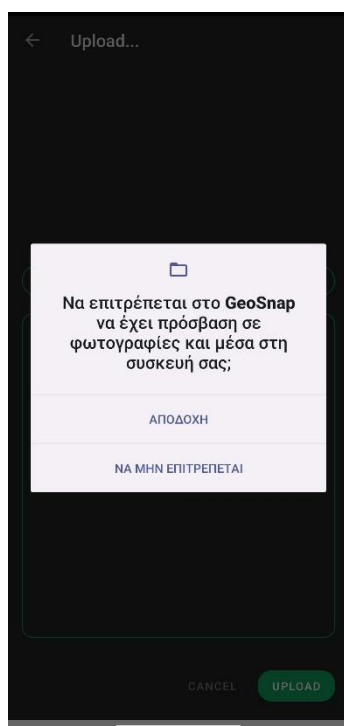 Upload...
Να επιτρέπεται στο GeoSnap
να έχει πρόσβαση σε
φωτογραφίες και μέσα στη
συσκευή σας;
ΑΠΟΔΟΧΗ
ΝΑ ΜΗΝ ΕΠΙΤΡΕΠΕΤΑΙ
CANCEL
UPLOAD